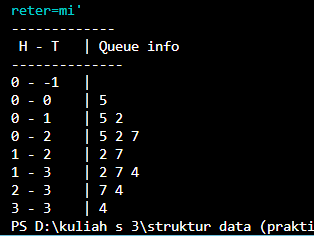 reter=mi'
-------------
H - T | Queue info
--------------
0 - -1 |
0 - 0 | 5
0 - 1 | 5 2
0 - 2 | 5 2 7
1 - 2 | 2 7
1 - 3 | 2 7 4
2 - 3 | 7 4
3 - 3 | 4
PS D:\kuliah s 3\struktur data (prakti